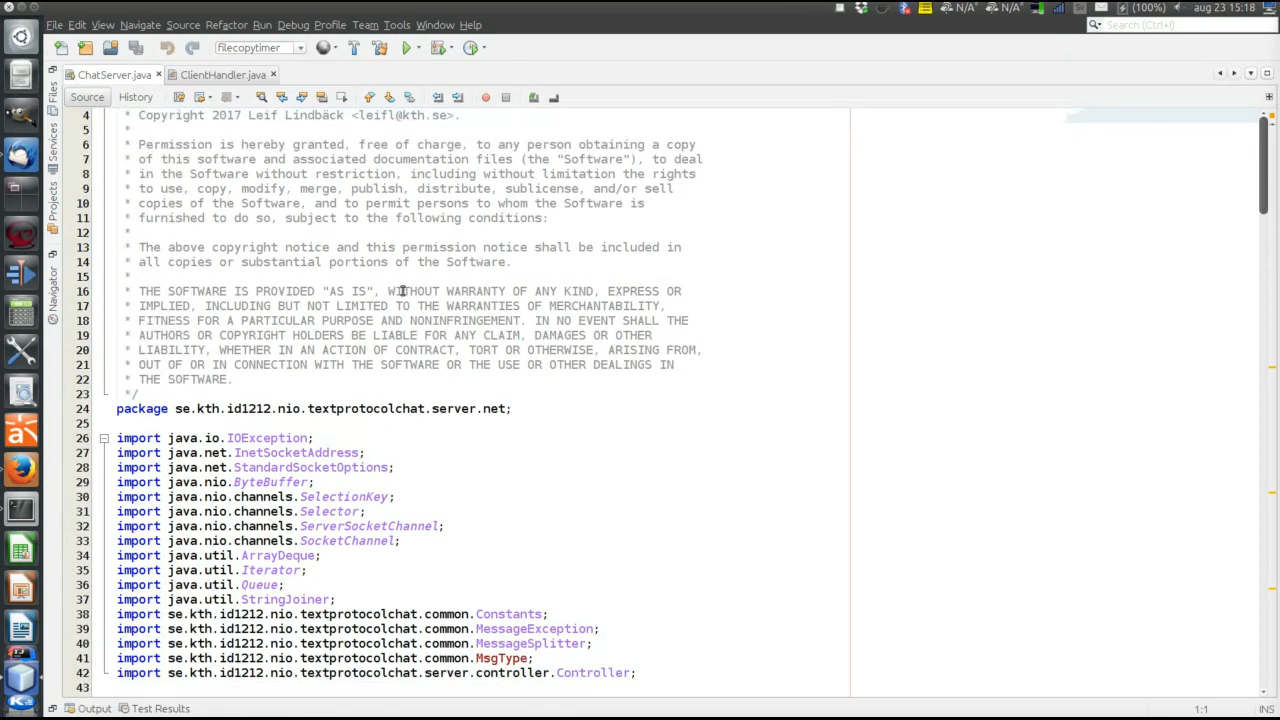 File Edit View Navigate Source Refactor Run Debug Profile Team Tools Window Help
N/A N/A (100%) aug 23 15:18
filecopytimer
Search (Ctrl+I)
ChatServer.java ClientHandler.java
Source History
Files
Services
Projects
Navigator
4 * Copyright 2017 Leif Lindbäck <leifl@kth.se>.
5 *
6 * Permission is hereby granted, free of charge, to any person obtaining a copy
7 * of this software and associated documentation files (the "Software"), to deal
8 * in the Software without restriction, including without limitation the rights
9 * to use, copy, modify, merge, publish, distribute, sublicense, and/or sell
10 * copies of the Software, and to permit persons to whom the Software is
11 * furnished to do so, subject to the following conditions:
12 *
13 * The above copyright notice and this permission notice shall be included in
14 * all copies or substantial portions of the Software.
15 *
16 * THE SOFTWARE IS PROVIDED "AS IS", WITHOUT WARRANTY OF ANY KIND, EXPRESS OR
17 * IMPLIED, INCLUDING BUT NOT LIMITED TO THE WARRANTIES OF MERCHANTABILITY,
18 * FITNESS FOR A PARTICULAR PURPOSE AND NONINFRINGEMENT. IN NO EVENT SHALL THE
19 * AUTHORS OR COPYRIGHT HOLDERS BE LIABLE FOR ANY CLAIM, DAMAGES OR OTHER
20 * LIABILITY, WHETHER IN AN ACTION OF CONTRACT, TORT OR OTHERWISE, ARISING FROM,
21 * OUT OF OR IN CONNECTION WITH THE SOFTWARE OR THE USE OR OTHER DEALINGS IN
22 * THE SOFTWARE.
23 */
24 package se.kth.id1212.nio.textprotocolchat.server.net;
25
26 import java.io.IOException;
27 import java.net.InetSocketAddress;
28 import java.net.StandardSocketOptions;
29 import java.nio.ByteBuffer;
30 import java.nio.channels.SelectionKey;
31 import java.nio.channels.Selector;
32 import java.nio.channels.ServerSocketChannel;
33 import java.nio.channels.SocketChannel;
34 import java.util.ArrayDeque;
35 import java.util.Iterator;
36 import java.util.Queue;
37 import java.util.StringJoiner;
38 import se.kth.id1212.nio.textprotocolchat.common.Constants;
39 import se.kth.id1212.nio.textprotocolchat.common.MessageException;
40 import se.kth.id1212.nio.textprotocolchat.common.MessageSplitter;
41 import se.kth.id1212.nio.textprotocolchat.common.MsgType;
42 import se.kth.id1212.nio.textprotocolchat.server.controller.Controller;
43
Output Test Results
1:1 INS